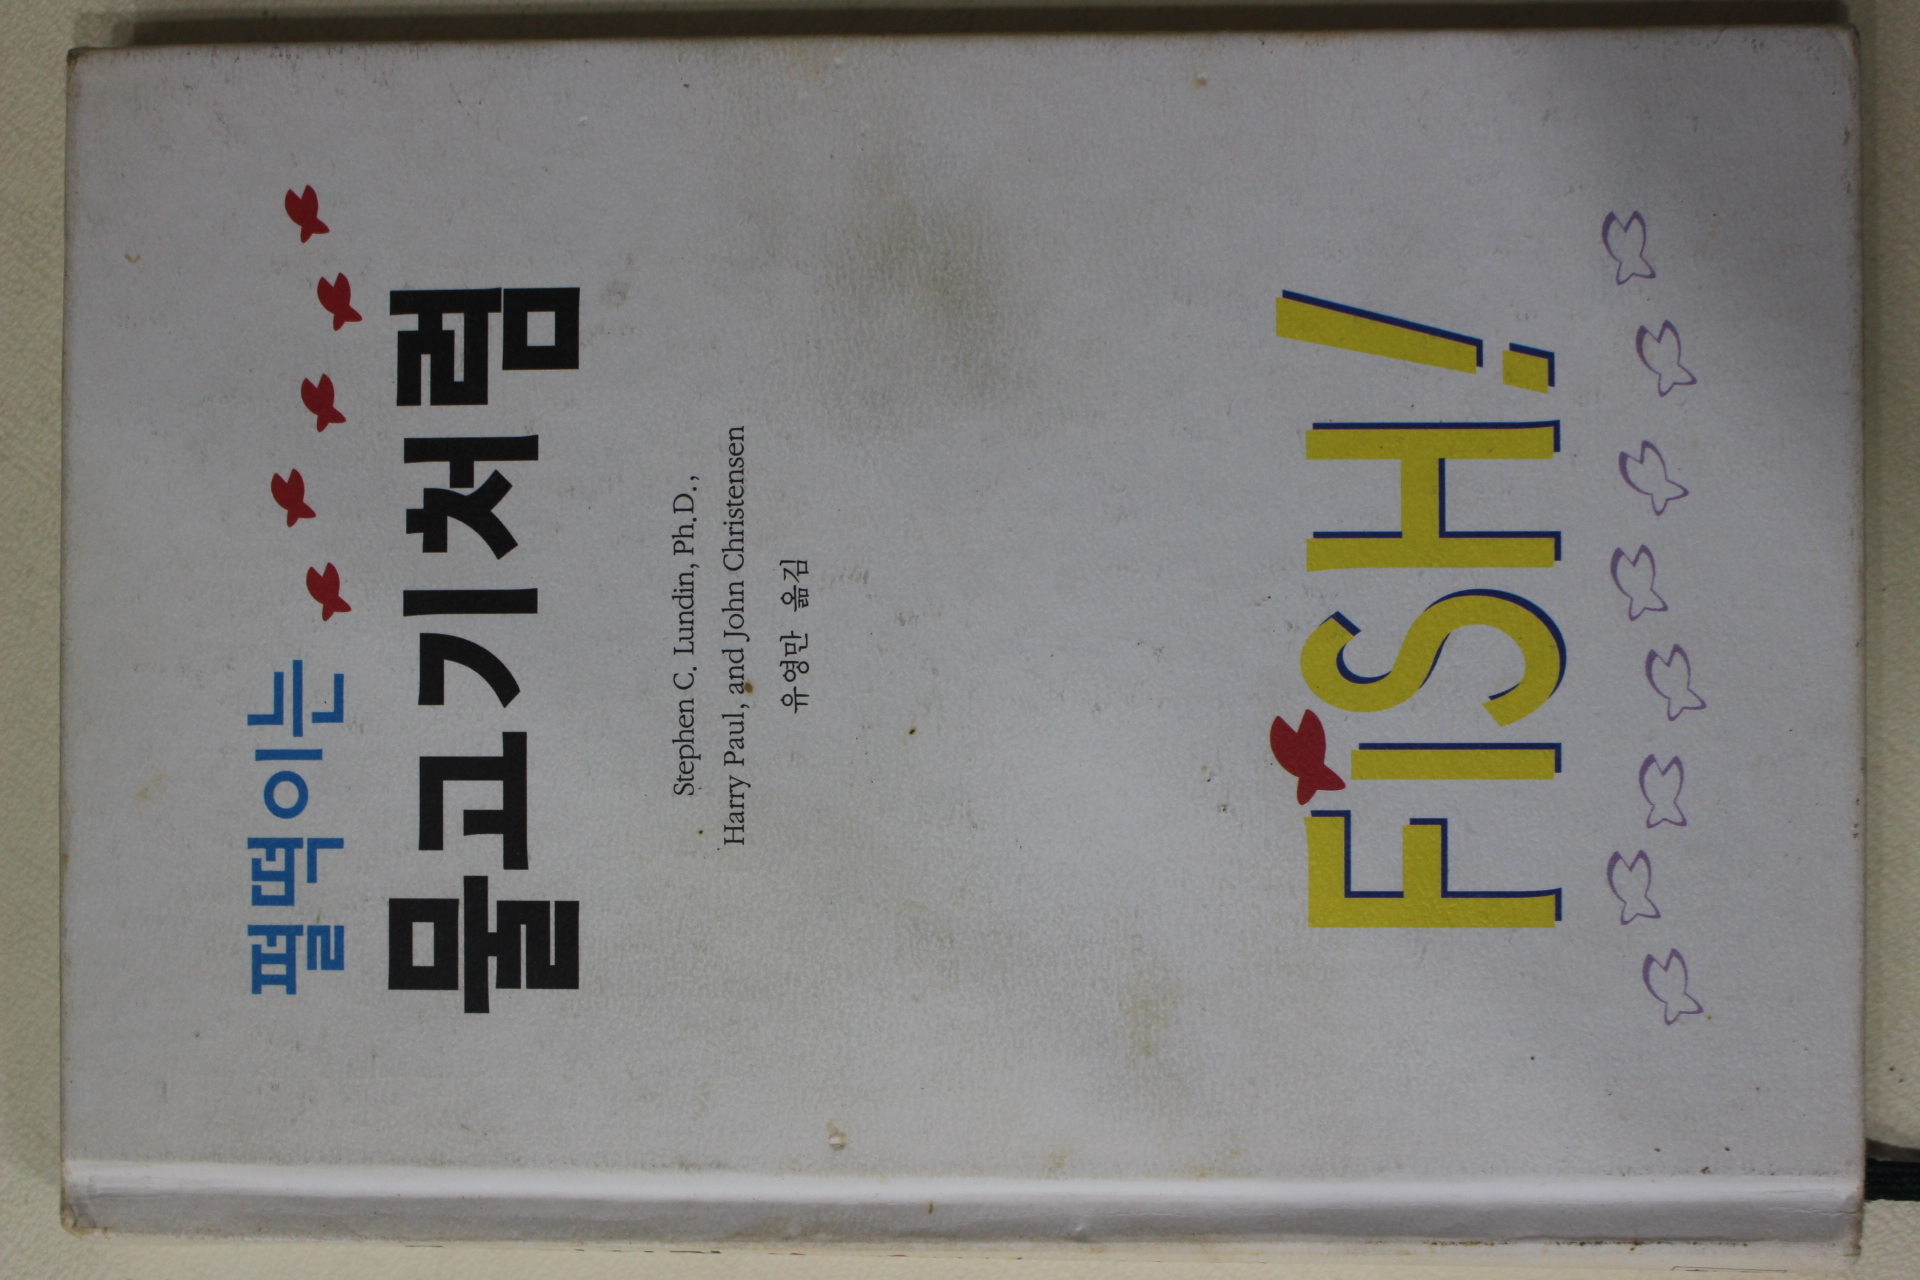 펄떡이는
물고기처럼
Stephen C. Lundin, Ph.D.,
Harry Paul, and John Christensen
유영만 옮김
FISH!